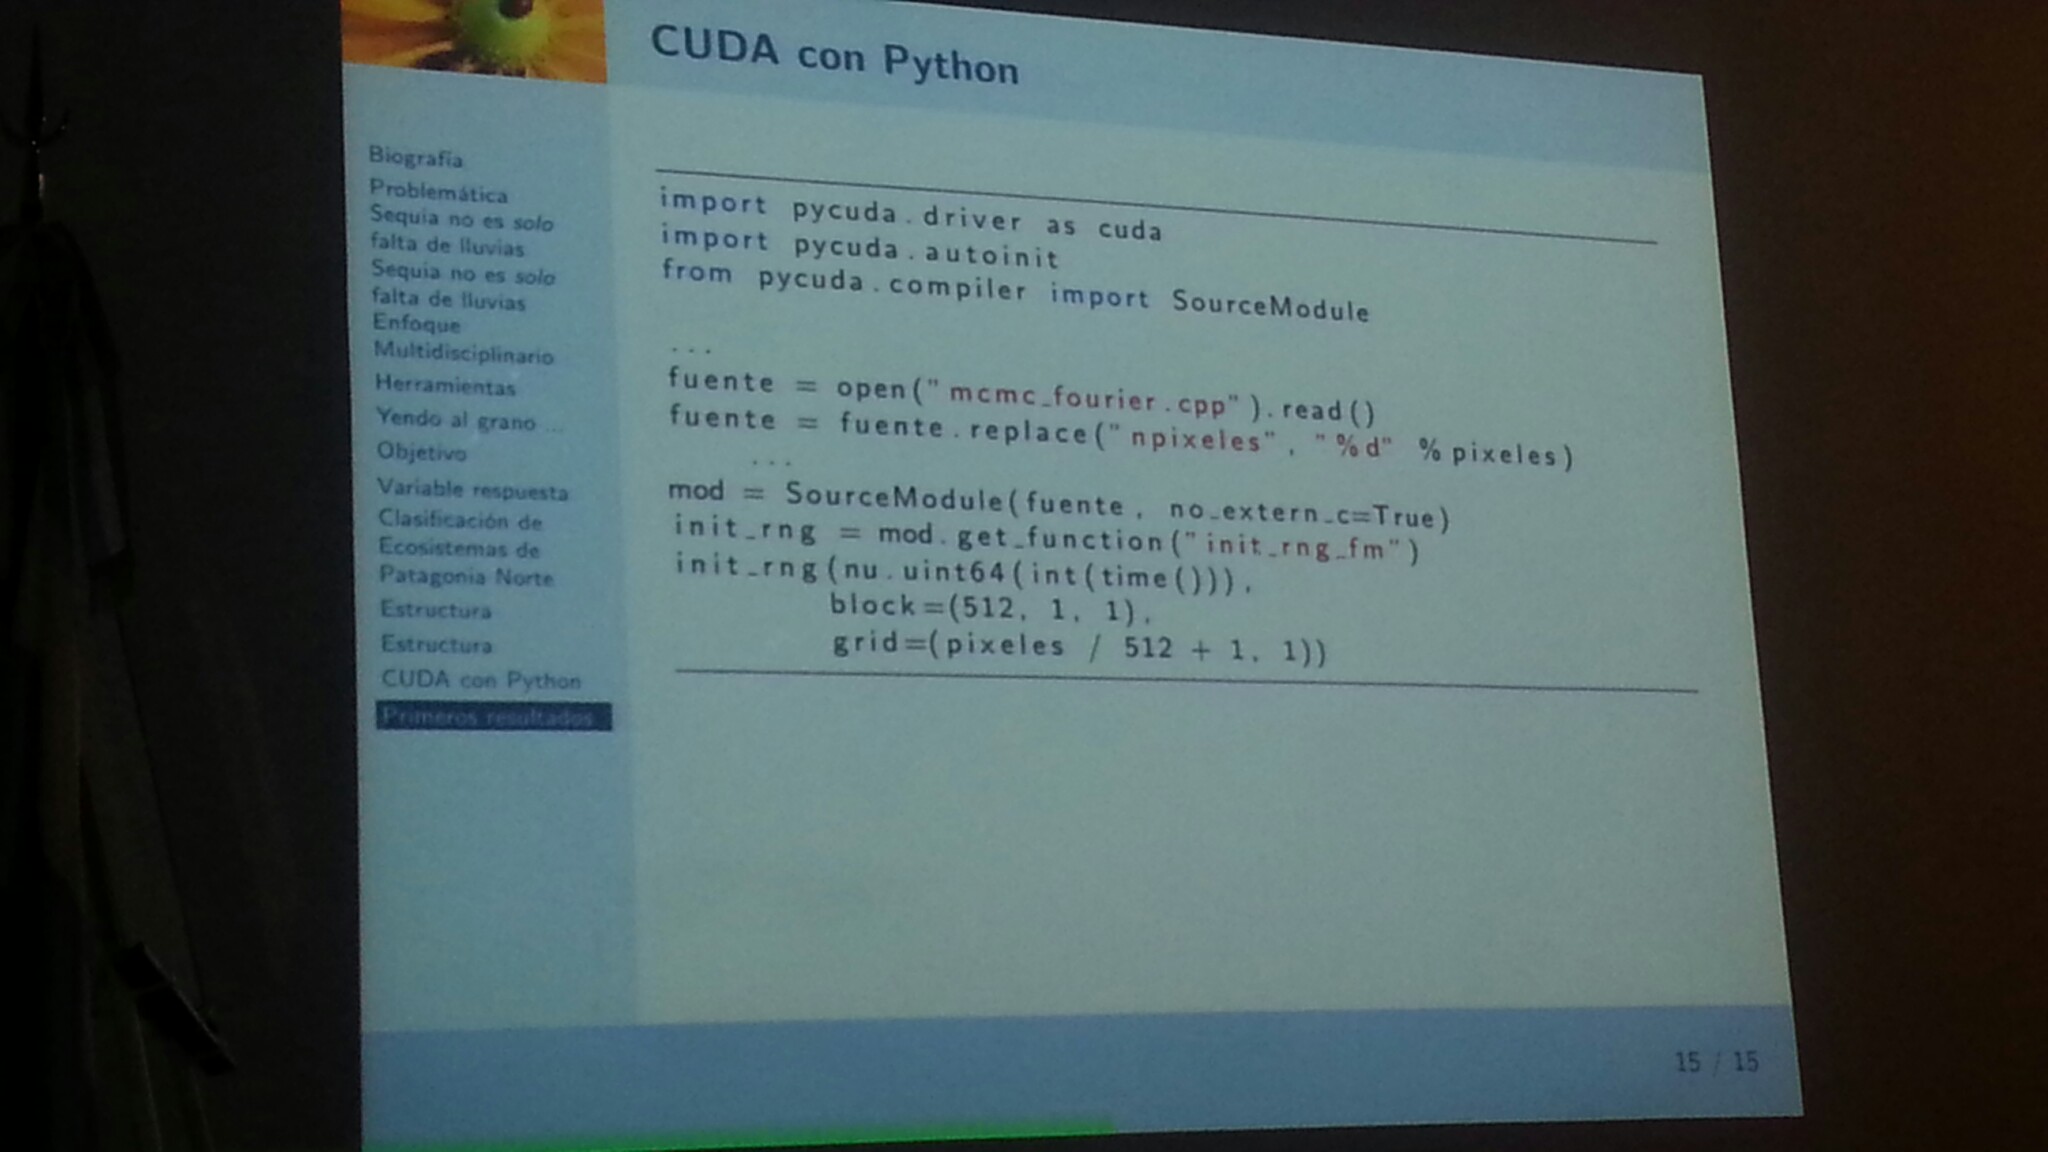 CUDA con Python
Biografía
Problemática
Sequia no es solo
falta de lluvias
Sequia no es solo
falta de lluvias
Enfoque
Multidisciplinario
Herramientas
Yendo al grano ...
Objetivo
Variable respuesta
Clasificación de
Ecosistemas de
Patagonia Norte
Estructura
Estructura
CUDA con Python
Primeros resultados
import pycuda.driver as cuda
import pycuda.autoinit
from pycuda.compiler import SourceModule
...
fuente = open("mcmc_fourier.cpp").read()
fuente = fuente.replace("npixeles", "%d" % pixeles)
...
mod = SourceModule(fuente, no_extern_c=True)
init_rng = mod.get_function("init_rng_fm")
init_rng(nu.uint64(int(time())),
block=(512, 1, 1),
grid=(pixeles / 512 + 1, 1))
15 / 15